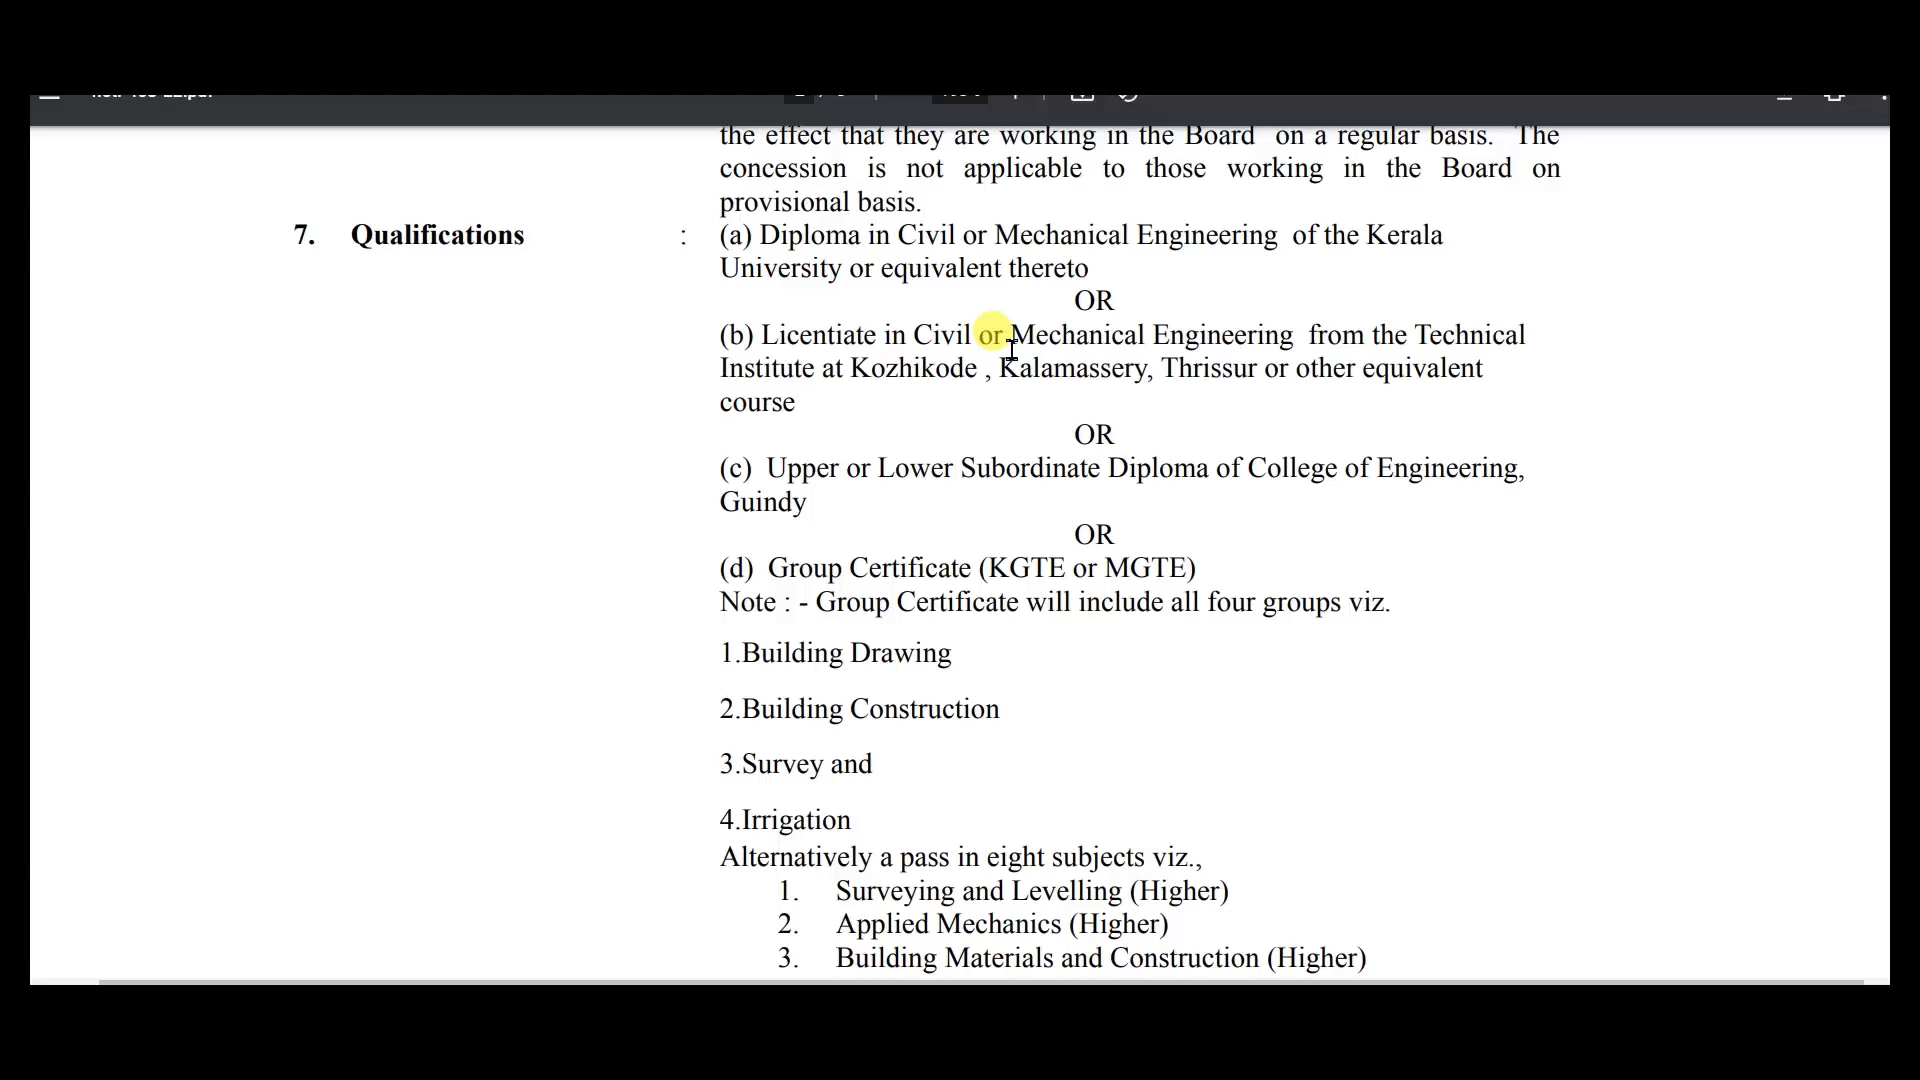 the effect that they are working in the Board on a regular basis. The
concession is not applicable to those working in the Board on
provisional basis.
7. Qualifications : (a) Diploma in Civil or Mechanical Engineering of the Kerala
University or equivalent thereto
OR
(b) Licentiate in Civil or Mechanical Engineering from the Technical
Institute at Kozhikode , Kalamassery, Thrissur or other equivalent
course
OR
(c) Upper or Lower Subordinate Diploma of College of Engineering,
Guindy
OR
(d) Group Certificate (KGTE or MGTE)
Note : - Group Certificate will include all four groups viz.
1.Building Drawing
2.Building Construction
3.Survey and
4.Irrigation
Alternatively a pass in eight subjects viz.,
1. Surveying and Levelling (Higher)
2. Applied Mechanics (Higher)
3. Building Materials and Construction (Higher)